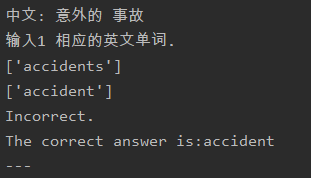 中文: 意外的 事故
输入1 相应的英文单词.
['accidents']
['accident']
Incorrect.
The correct answer is:accident
---